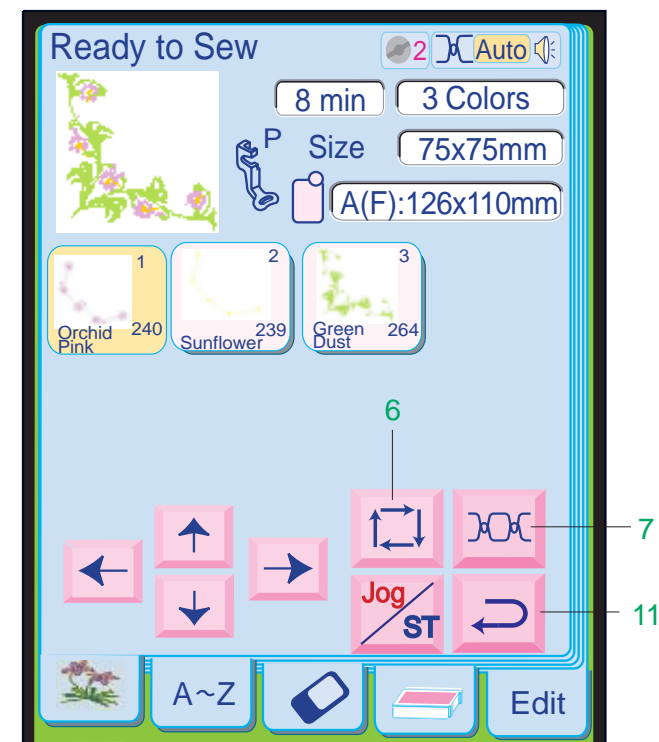 Ready to Sew
2 Auto
8 min 3 Colors
P Size 75x75mm
A(F):126x110mm
1 2 3
Orchid Pink 240
Sunflower 239
Green Dust 264
6
7
Jog/ST
11
A~Z Edit